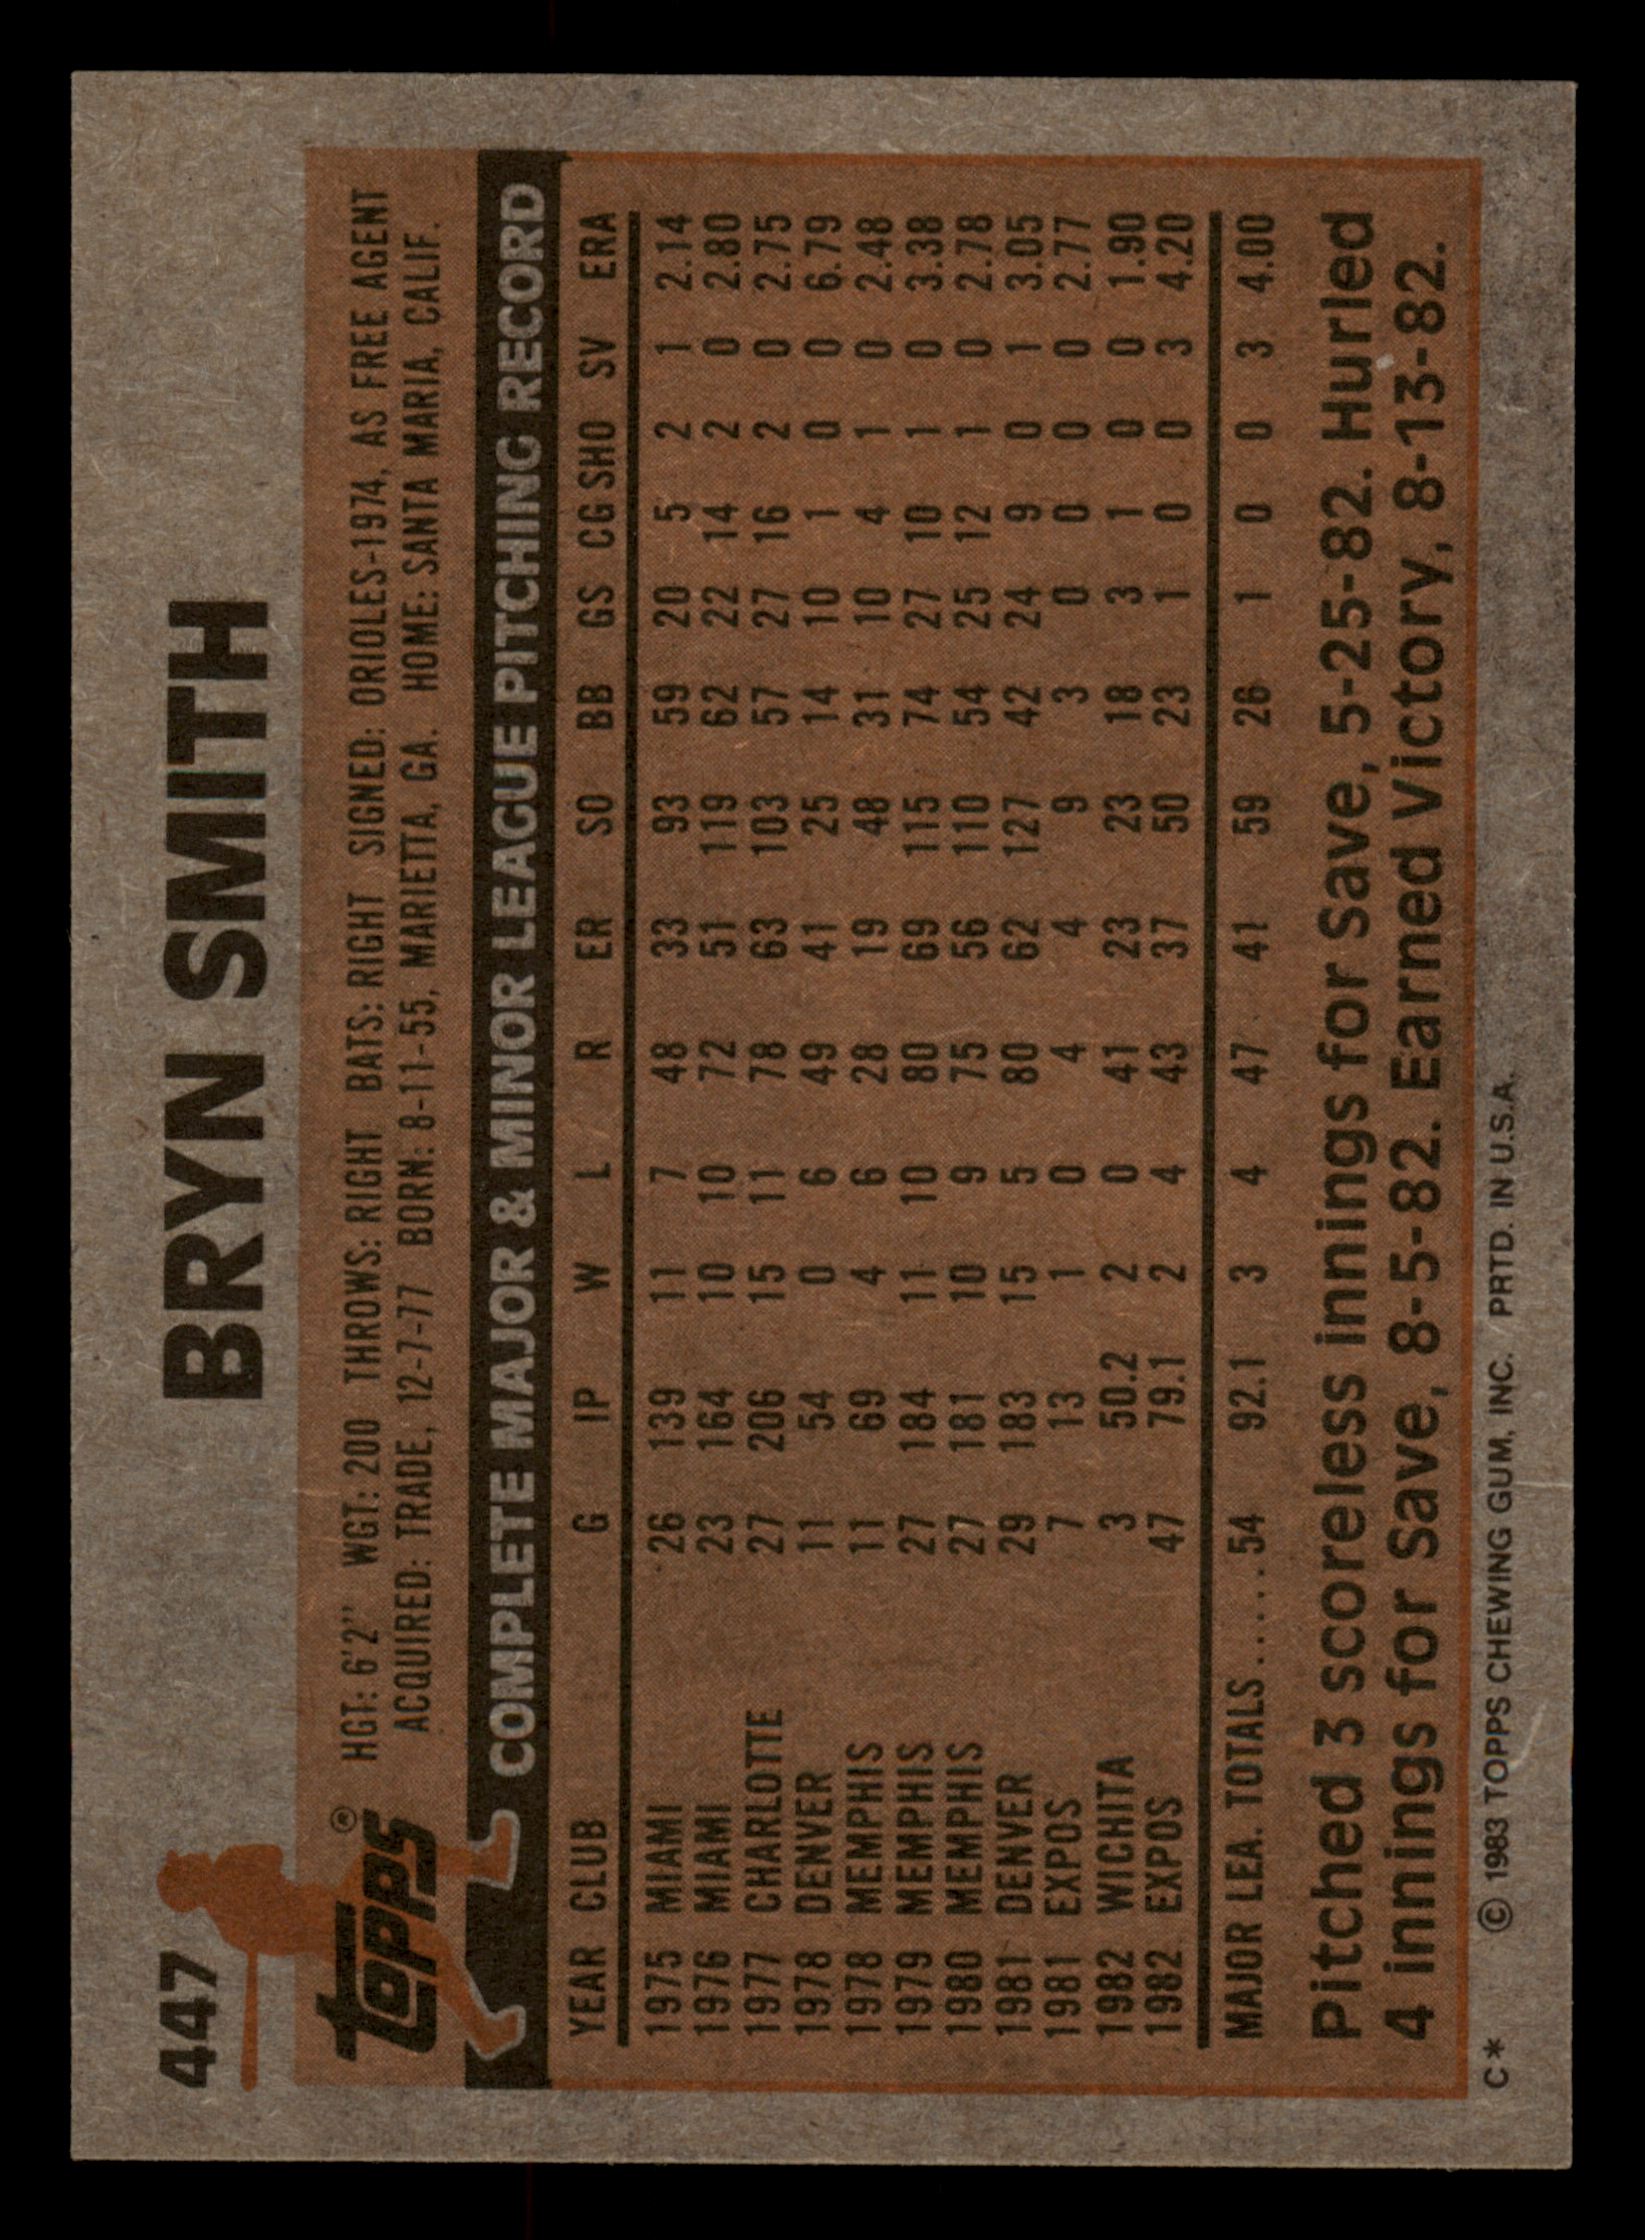 447
BRYN SMITH
topps®
HGT: 6'2" WGT: 200 THROWS: RIGHT BATS: RIGHT SIGNED: ORIOLES-1974, AS FREE AGENT
ACQUIRED: TRADE, 12-7-77 BORN: 8-11-55, MARIETTA, GA. HOME: SANTA MARIA, CALIF.
COMPLETE MAJOR & MINOR LEAGUE PITCHING RECORD
YEAR CLUB G IP W L R ER SO BB GS CG SHO SV ERA
1975 MIAMI 26 139 11 7 48 33 93 59 20 5 2 1 2.14
1976 MIAMI 23 164 10 10 72 51 119 62 22 14 2 0 2.80
1977 CHARLOTTE 27 206 15 11 78 63 103 57 27 16 2 0 2.75
1978 DENVER 11 54 0 6 49 41 25 14 10 1 0 0 6.79
1978 MEMPHIS 11 69 4 6 28 19 48 31 10 4 1 0 2.48
1979 MEMPHIS 27 184 11 10 80 69 115 74 27 10 1 0 3.38
1980 MEMPHIS 27 181 10 9 75 56 110 54 25 12 1 0 2.78
1981 DENVER 29 183 15 5 80 62 127 42 24 9 0 1 3.05
1981 EXPOS 7 13 1 0 4 4 9 3 0 0 0 0 2.77
1982 WICHITA 3 50.2 2 0 41 23 23 18 3 1 0 0 1.90
1982 EXPOS 47 79.1 2 4 43 37 50 23 1 0 0 3 4.20
MAJOR LEA. TOTALS...... 54 92.1 3 4 47 41 59 26 1 0 0 3 4.00
Pitched 3 scoreless innings for Save, 5-25-82. Hurled
4 innings for Save, 8-5-82. Earned Victory, 8-13-82.
C* © 1983 TOPPS CHEWING GUM, INC. PRTD. IN U.S.A.